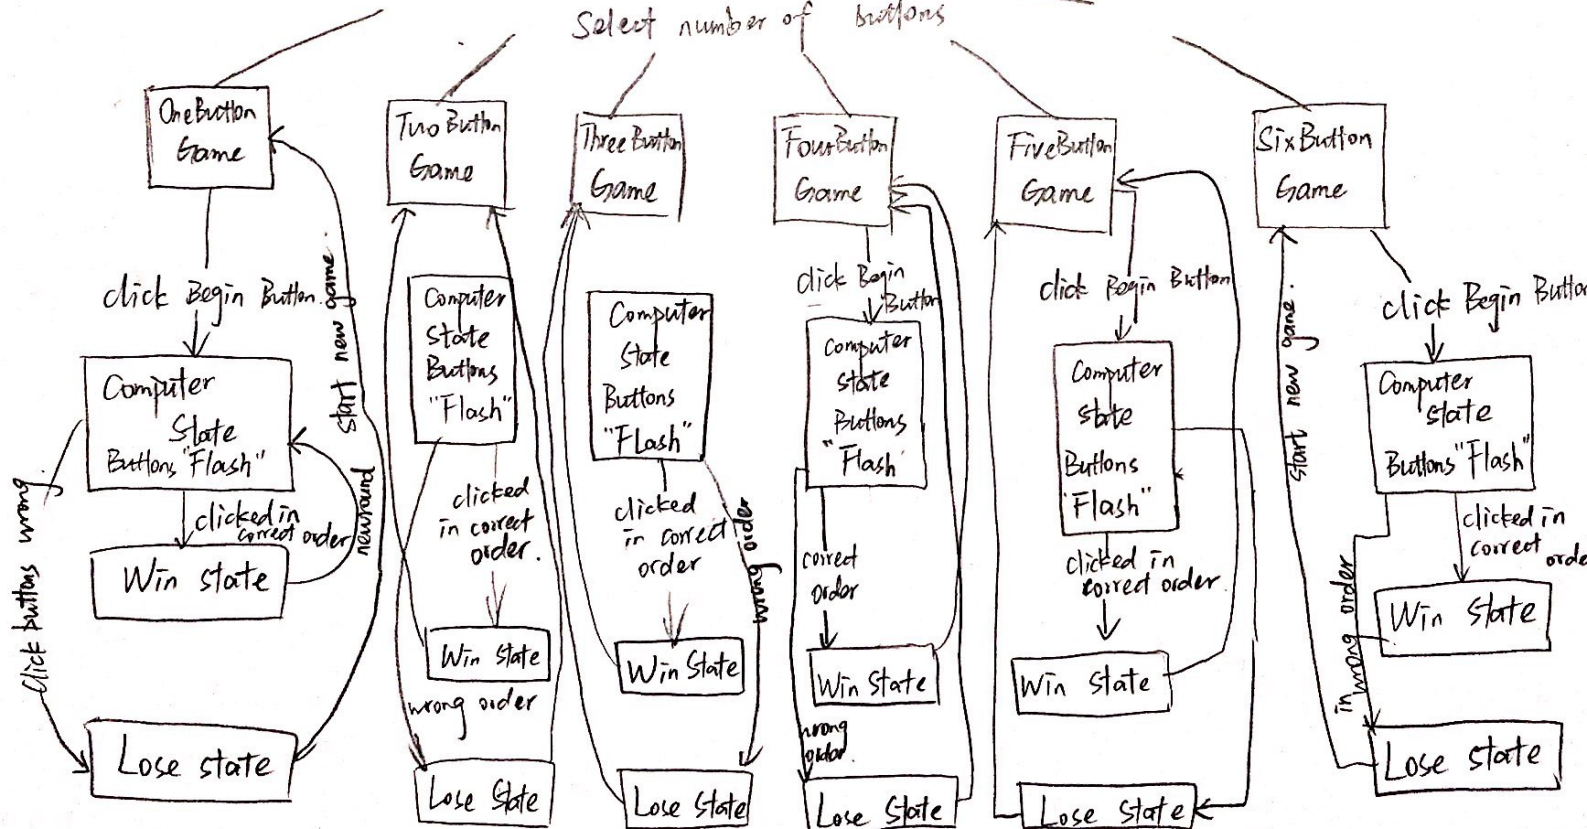 Select number of buttons
OneButton
Game
click Begin Button.
start new game.
Computer
State
Buttons "Flash"
clicked in
correct order
newround
Win state
Click buttons wrong
Lose state
Two Button
Game
Computer
state
Buttons
"Flash"
clicked
in correct
order.
Win state
wrong order
Lose state
Three Button
Game
Computer
state
Buttons
"Flash"
clicked
in correct
order
wrong order
Win State
Lose State
FourButton
Game
click Begin
Button
Computer
state
Buttons
"Flash
correct
order
Win State
wrong
order.
Lose State
FiveButton
Game
click Begin Button
Computer
state
Buttons
"Flash"
clicked in
correct order.
Win state
Lose state
SixButton
Game
start new game.
click Begin Button
Computer
state
Buttons "Flash"
clicked in
correct
order
in wrong order
Win state
Lose state